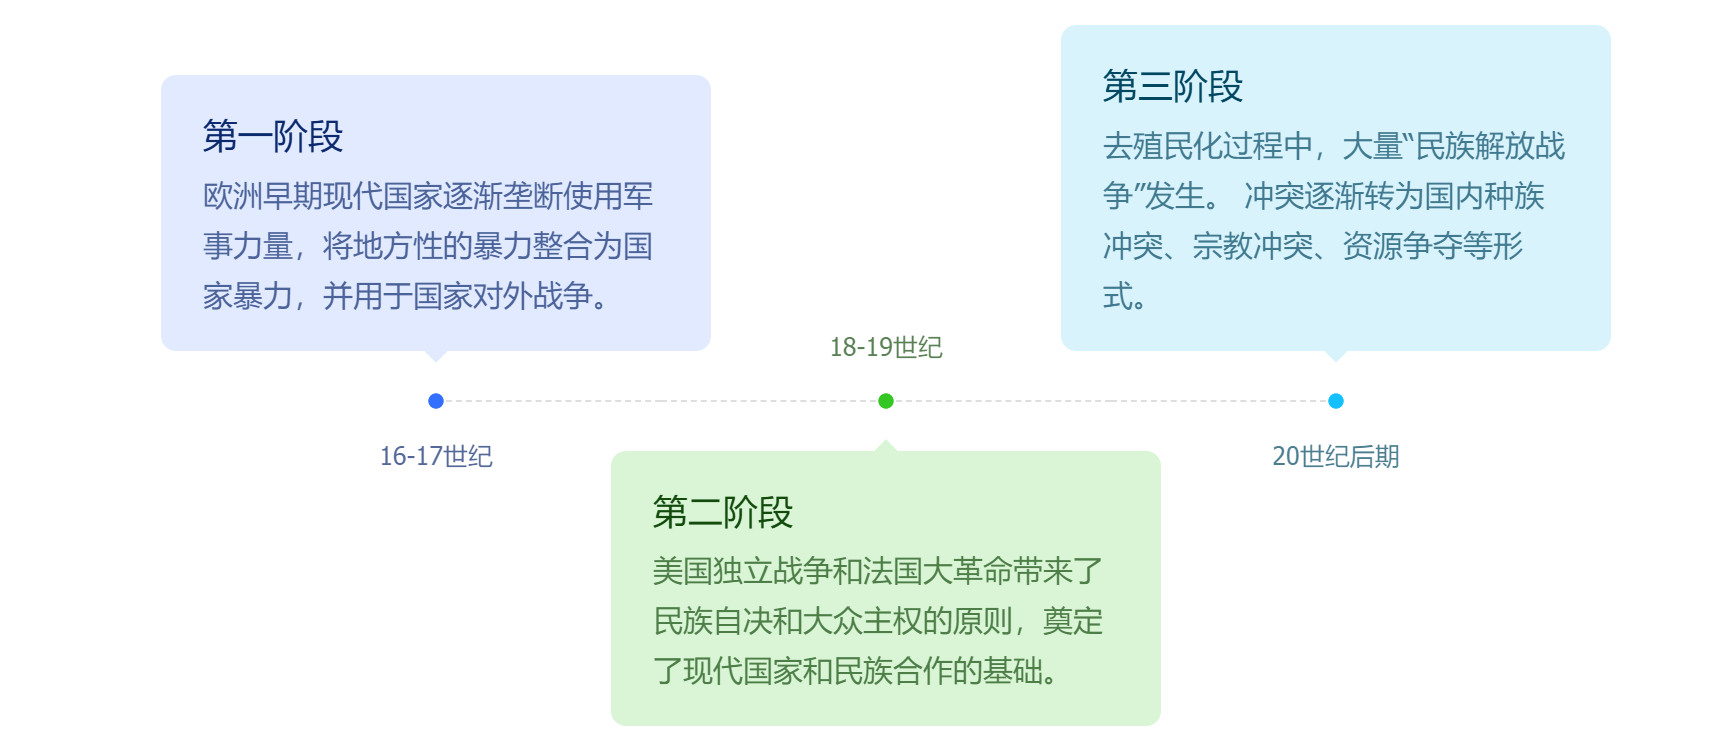 第一阶段
欧洲早期现代国家逐渐垄断使用军
事力量，将地方性的暴力整合为国
家暴力，并用于国家对外战争。
16-17世纪
18-19世纪
第二阶段
美国独立战争和法国大革命带来了
民族自决和大众主权的原则，奠定
了现代国家和民族合作的基础。
第三阶段
去殖民化过程中，大量“民族解放战
争”发生。 冲突逐渐转为国内种族
冲突、宗教冲突、资源争夺等形
式。
20世纪后期